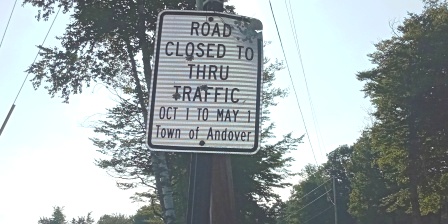 ROAD
CLOSED TO
THRU
TRAFFIC
OCT 1 TO MAY 1
Town of Andover